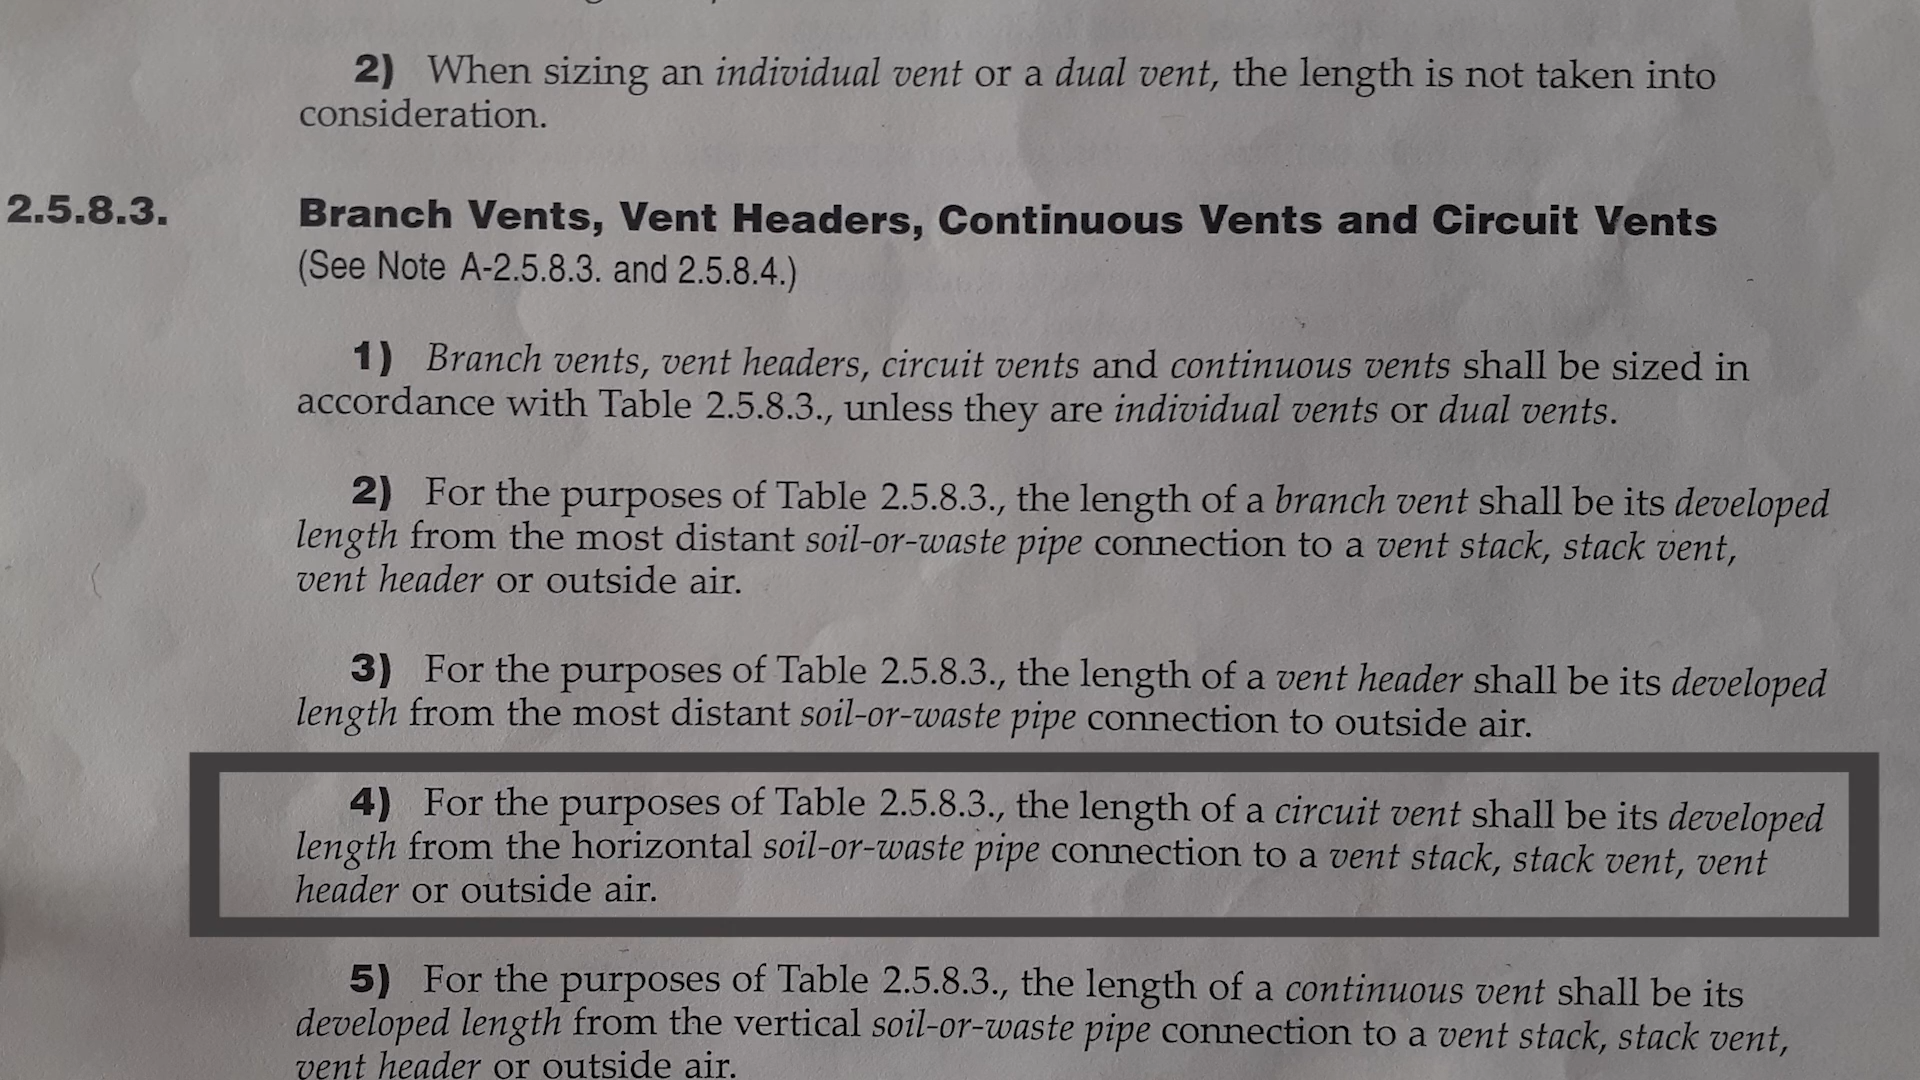 2) When sizing an individual vent or a dual vent, the length is not taken into
consideration.
2.5.8.3. Branch Vents, Vent Headers, Continuous Vents and Circuit Vents
(See Note A-2.5.8.3. and 2.5.8.4.)
1) Branch vents, vent headers, circuit vents and continuous vents shall be sized in
accordance with Table 2.5.8.3., unless they are individual vents or dual vents.
2) For the purposes of Table 2.5.8.3., the length of a branch vent shall be its developed
length from the most distant soil-or-waste pipe connection to a vent stack, stack vent,
vent header or outside air.
3) For the purposes of Table 2.5.8.3., the length of a vent header shall be its developed
length from the most distant soil-or-waste pipe connection to outside air.
4) For the purposes of Table 2.5.8.3., the length of a circuit vent shall be its developed
length from the horizontal soil-or-waste pipe connection to a vent stack, stack vent, vent
header or outside air.
5) For the purposes of Table 2.5.8.3., the length of a continuous vent shall be its
developed length from the vertical soil-or-waste pipe connection to a vent stack, stack vent,
vent header or outside air.